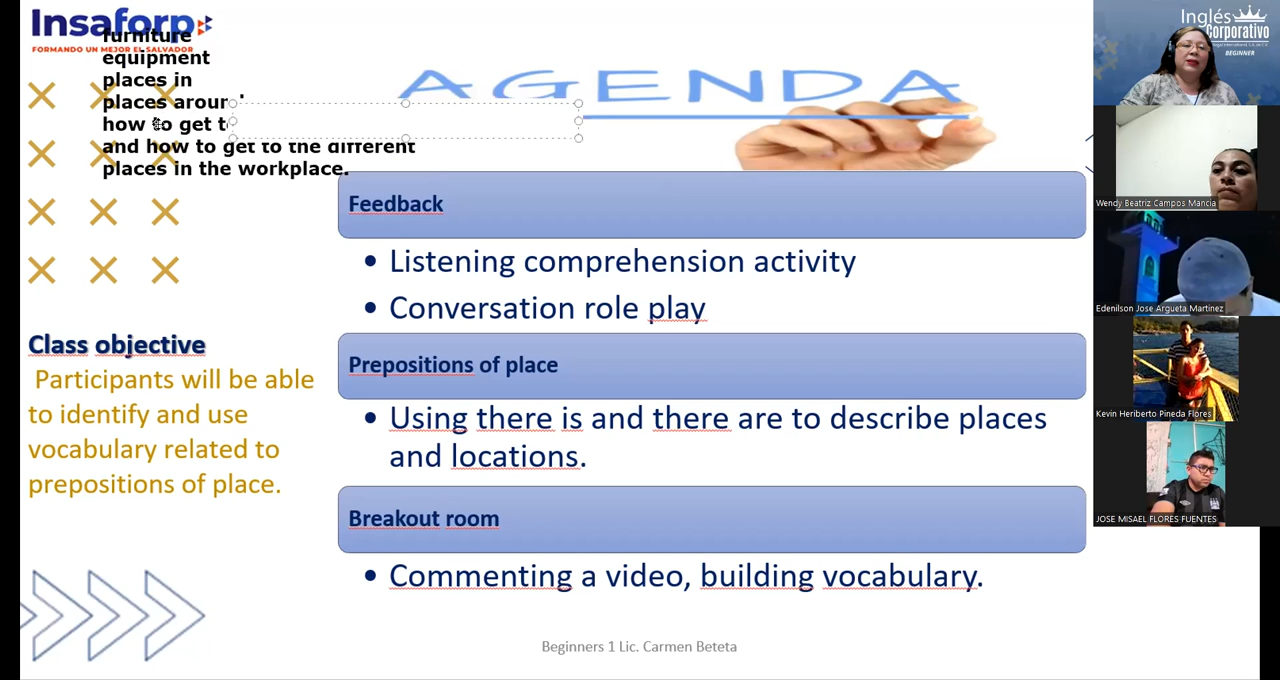 Insaforp
FORMANDO UN MEJOR EL SALVADOR
furniture
equipment
places in
places around
how to get to
and how to get to the different
places in the workplace.
AGENDA
Feedback
• Listening comprehension activity
• Conversation role play
Class objective
Participants will be able
to identify and use
vocabulary related to
prepositions of place.
Prepositions of place
• Using there is and there are to describe places
and locations.
Breakout room
• Commenting a video, building vocabulary.
Beginners 1 Lic. Carmen Beteta
Inglés
Corporativo
BEGINNER
Wendy Beatriz Campos Mancia
Edenilson Jose Argueta Martinez
Kevin Heriberto Pineda Flores
JOSE MISAEL FLORES FUENTES